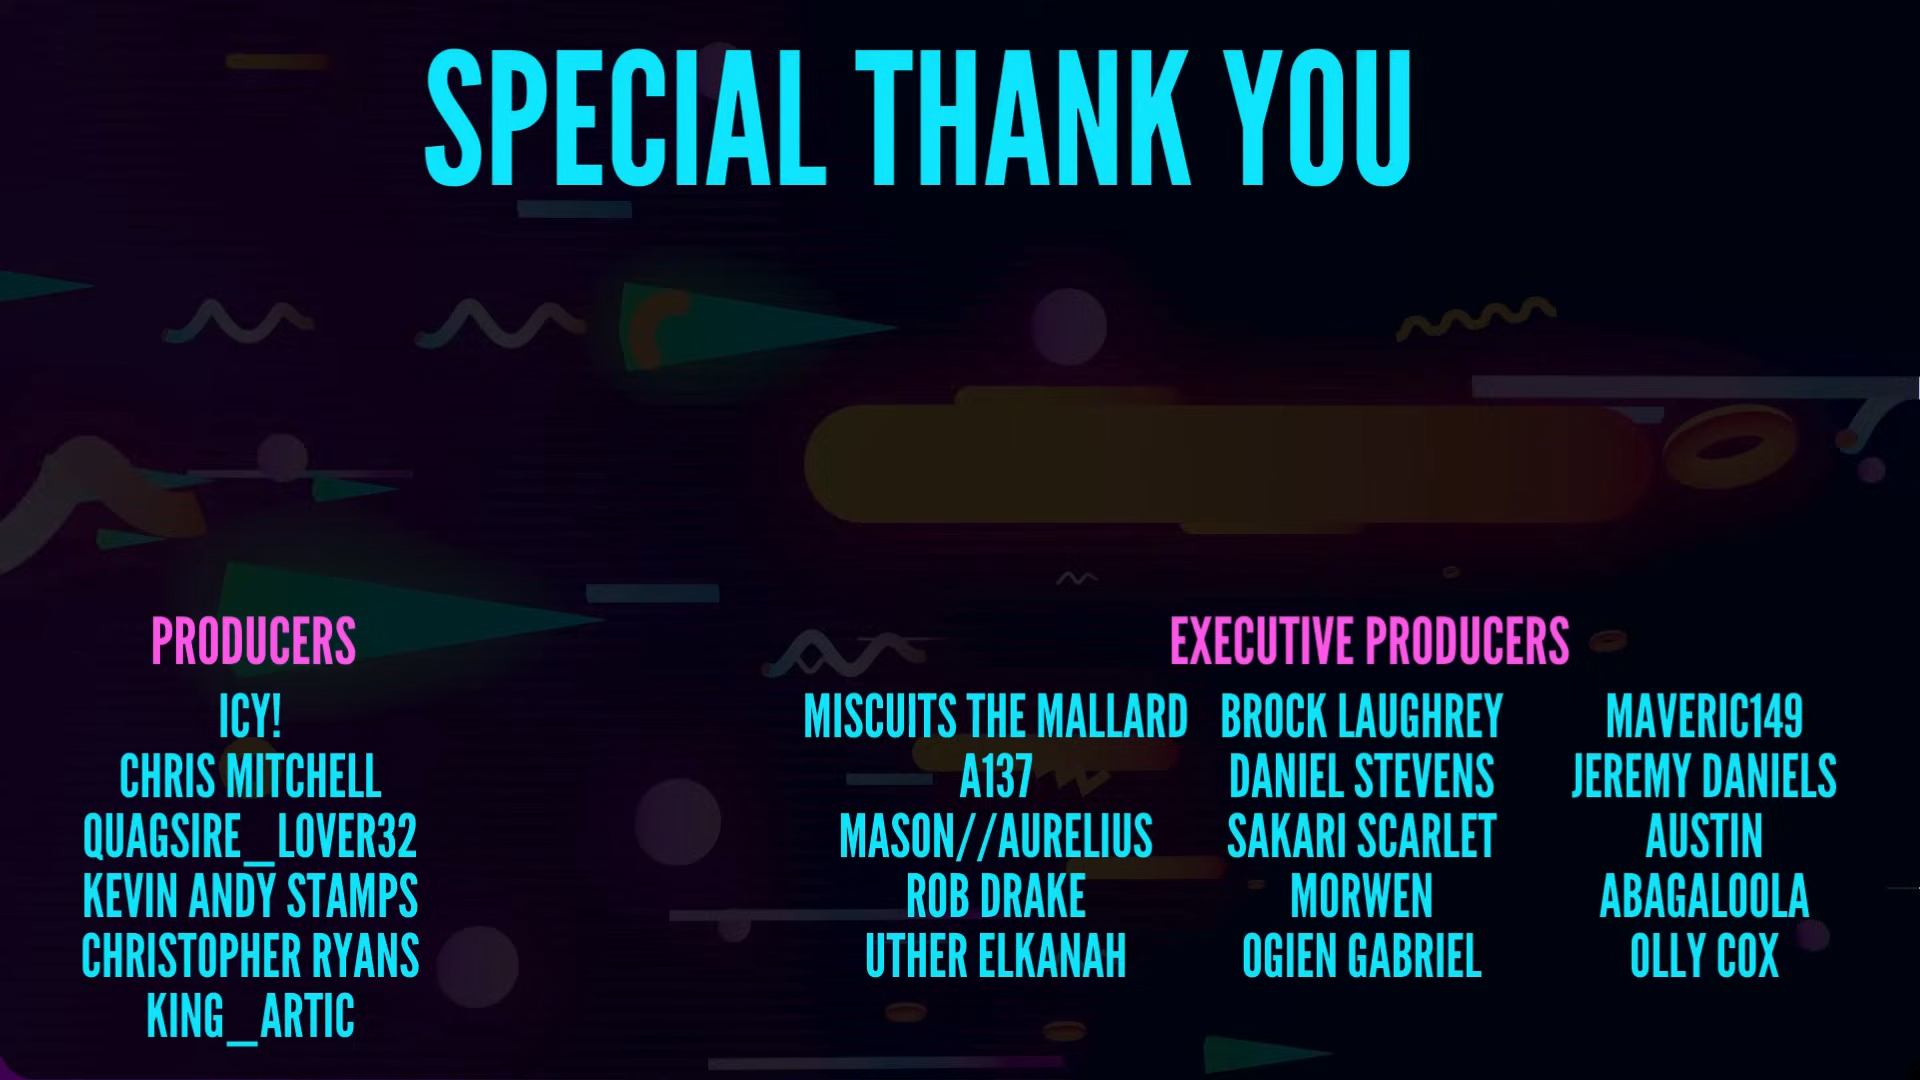 SPECIAL THANK YOU
PRODUCERS
ICY!
CHRIS MITCHELL
QUAGSIRE_LOVER32
KEVIN ANDY STAMPS
CHRISTOPHER RYANS
KING_ARTIC
EXECUTIVE PRODUCERS
MISCUITS THE MALLARD
A137
MASON//AURELIUS
ROB DRAKE
UTHER ELKANAH
BROCK LAUGHREY
DANIEL STEVENS
SAKARI SCARLET
MORWEN
OGIEN GABRIEL
MAVERIC149
JEREMY DANIELS
AUSTIN
ABAGALOOLA
OLLY COX